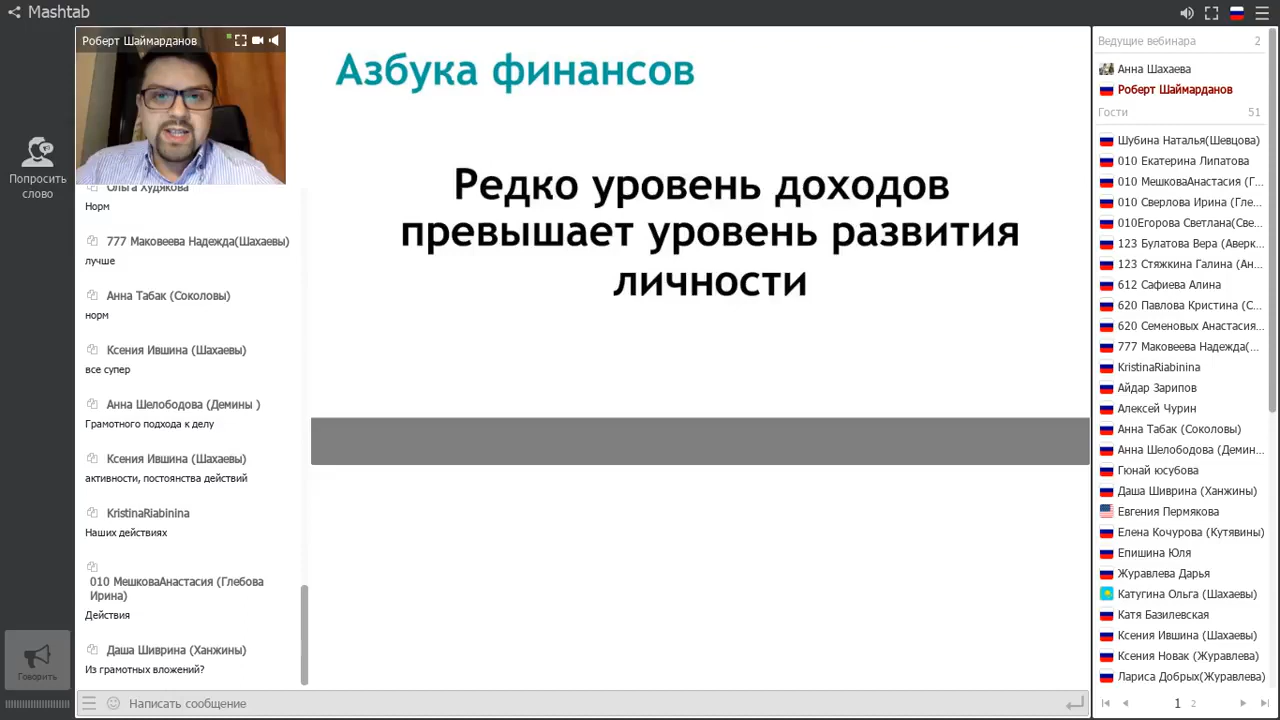 Mashtab
Роберт Шаймарданов
Попросить
слово
Говорить
Ольга Худякова
Норм
777 Маковеева Надежда(Шахаевы)
лучше
Анна Табак (Соколовы)
норм
Ксения Ившина (Шахаевы)
все супер
Анна Шелободова (Демины )
Грамотного подхода к делу
Ксения Ившина (Шахаевы)
активности, постоянства действий
KristinaRiabinina
Наших действиях
010 МешковаАнастасия (Глебова
Ирина)
Действия
Даша Шиврина (Ханжины)
Из грамотных вложений?
Написать сообщение
Азбука финансов
Редко уровень доходов
превышает уровень развития
личности
Ведущие вебинара 2
Анна Шахаева
Роберт Шаймарданов
Гости 51
Шубина Наталья(Шевцова)
010 Екатерина Липатова
010 МешковаАнастасия (Г...
010 Сверлова Ирина (Гле...
010Егорова Светлана(Све...
123 Булатова Вера (Аверк...
123 Стяжкина Галина (Ан...
612 Сафиева Алина
620 Павлова Кристина (С...
620 Семеновых Анастасия...
777 Маковеева Надежда(...
KristinaRiabinina
Айдар Зарипов
Алексей Чурин
Анна Табак (Соколовы)
Анна Шелободова (Демин...
Гюнай юсубова
Даша Шиврина (Ханжины)
Евгения Пермякова
Елена Кочурова (Кутявины)
Епишина Юля
Журавлева Дарья
Катугина Ольга (Шахаевы)
Катя Базилевская
Ксения Ившина (Шахаевы)
Ксения Новак (Журавлева)
Лариса Добрых(Журавлева)
1 2